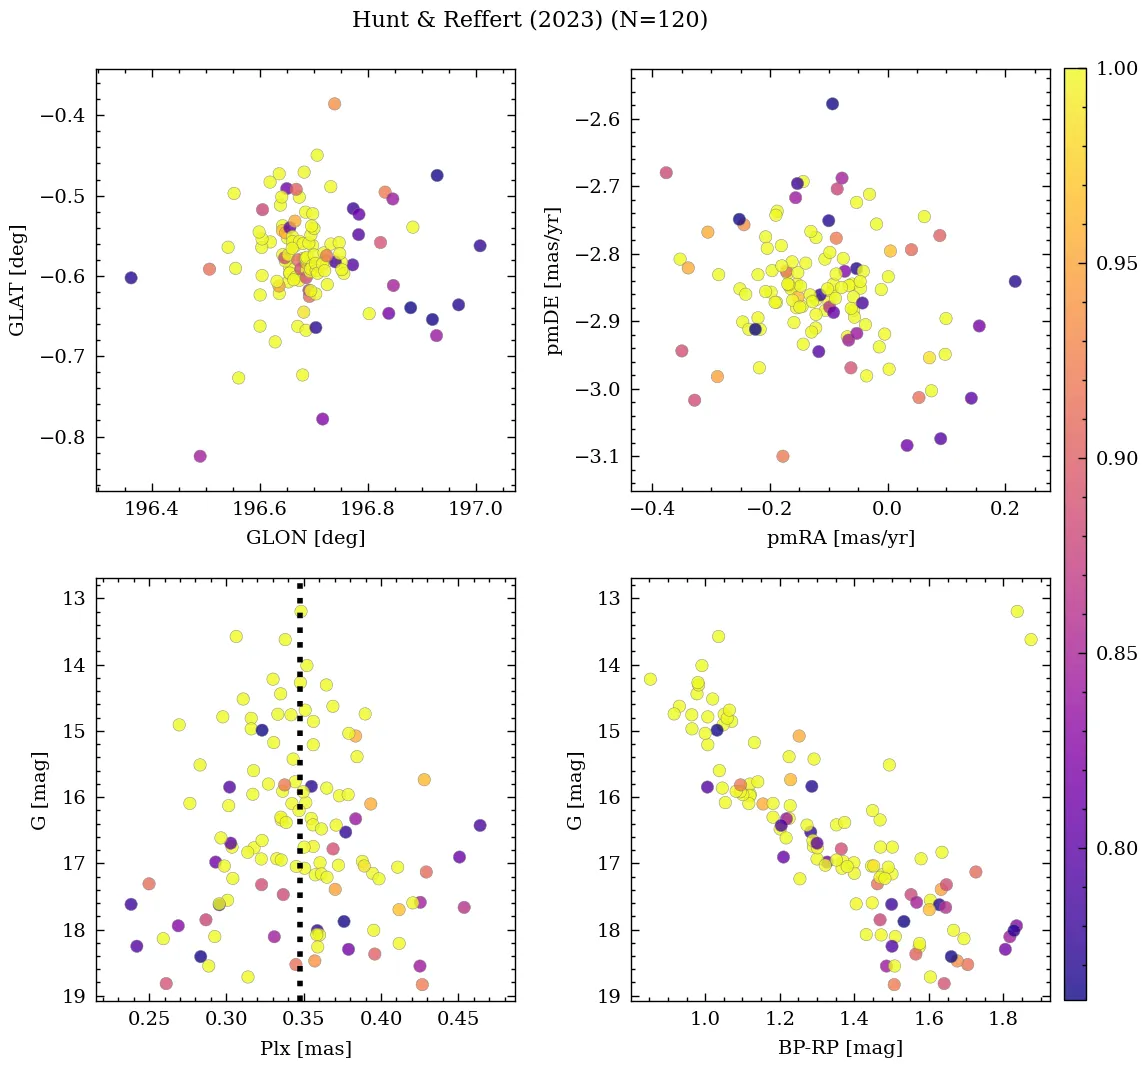 Hunt & Reffert (2023) (N=120)
−0.4
−0.5
−0.6
−0.7
−0.8
GLAT [deg]
196.4 196.6 196.8 197.0
GLON [deg]
−2.6
−2.7
−2.8
−2.9
−3.0
−3.1
pmDE [mas/yr]
−0.4 −0.2 0.0 0.2
pmRA [mas/yr]
1.00
0.95
0.90
0.85
0.80
13
14
15
16
17
18
19
G [mag]
0.25 0.30 0.35 0.40 0.45
Plx [mas]
13
14
15
16
17
18
19
G [mag]
1.0 1.2 1.4 1.6 1.8
BP-RP [mag]